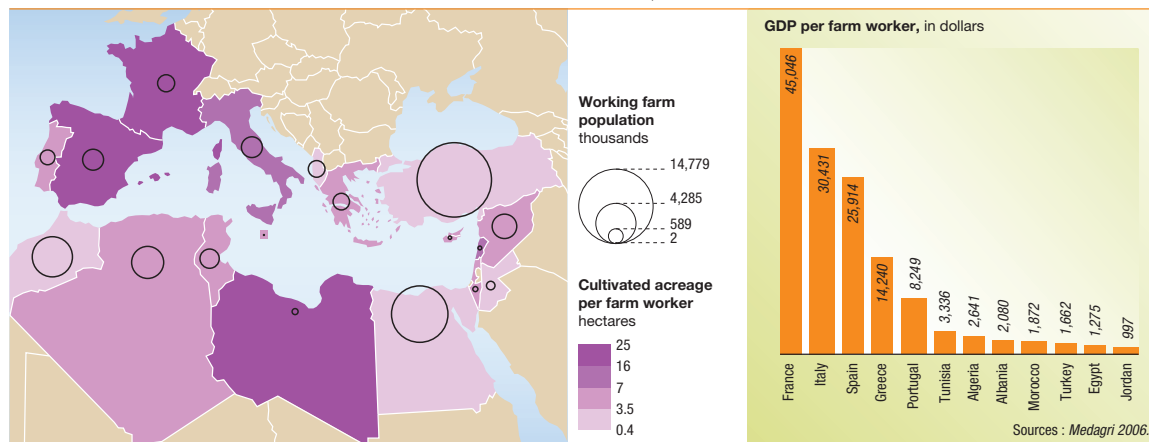 Working farm
population
thousands
14,779
4,285
589
2
Cultivated acreage
per farm worker
hectares
25
16
7
3.5
0.4
GDP per farm worker, in dollars
45,046
30,431
25,914
14,240
8,249
3,336
2,641
2,080
1,872
1,662
1,275
997
France
Italy
Spain
Greece
Portugal
Tunisia
Algeria
Albania
Morocco
Turkey
Egypt
Jordan
Sources : Medagri 2006.